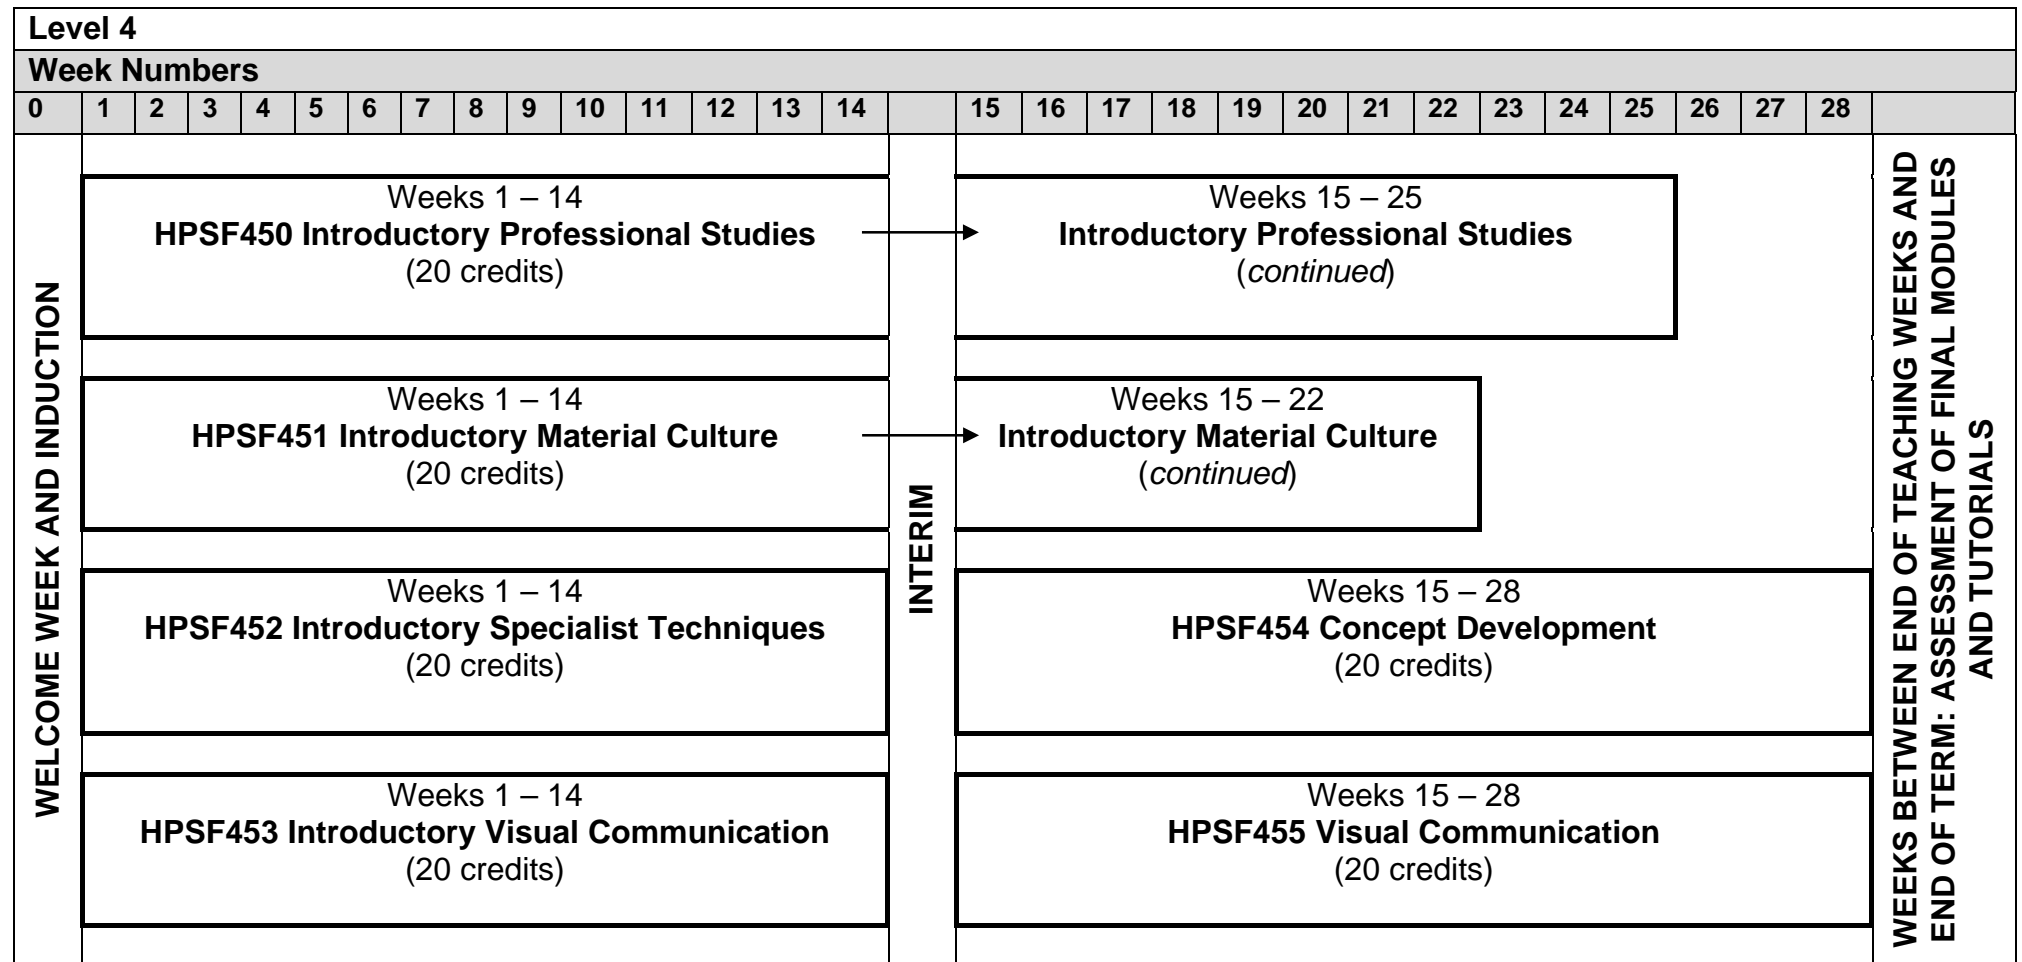 Level 4
Week Numbers
0 1 2 3 4 5 6 7 8 9 10 11 12 13 14 15 16 17 18 19 20 21 22 23 24 25 26 27 28
WELCOME WEEK AND INDUCTION
Weeks 1 – 14
HPSF450 Introductory Professional Studies
(20 credits)
Weeks 15 – 25
Introductory Professional Studies
(continued)
Weeks 1 – 14
HPSF451 Introductory Material Culture
(20 credits)
Weeks 15 – 22
Introductory Material Culture
(continued)
Weeks 1 – 14
HPSF452 Introductory Specialist Techniques
(20 credits)
Weeks 15 – 28
HPSF454 Concept Development
(20 credits)
Weeks 1 – 14
HPSF453 Introductory Visual Communication
(20 credits)
Weeks 15 – 28
HPSF455 Visual Communication
(20 credits)
INTERIM
WEEKS BETWEEN END OF TEACHING WEEKS AND
END OF TERM: ASSESSMENT OF FINAL MODULES
AND TUTORIALS